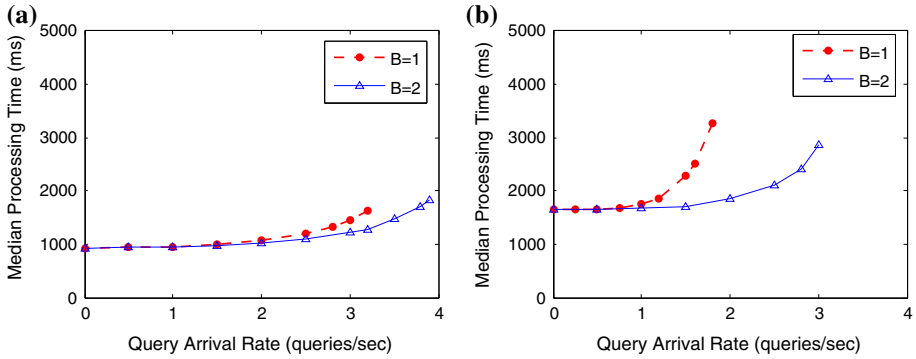 (a)
5000
4000
3000
2000
1000
0
Median Processing Time (ms)
B=1
B=2
0
1
2
3
4
Query Arrival Rate (queries/sec)
(b)
5000
4000
3000
2000
1000
0
Median Processing Time (ms)
B=1
B=2
0
1
2
3
4
Query Arrival Rate (queries/sec)